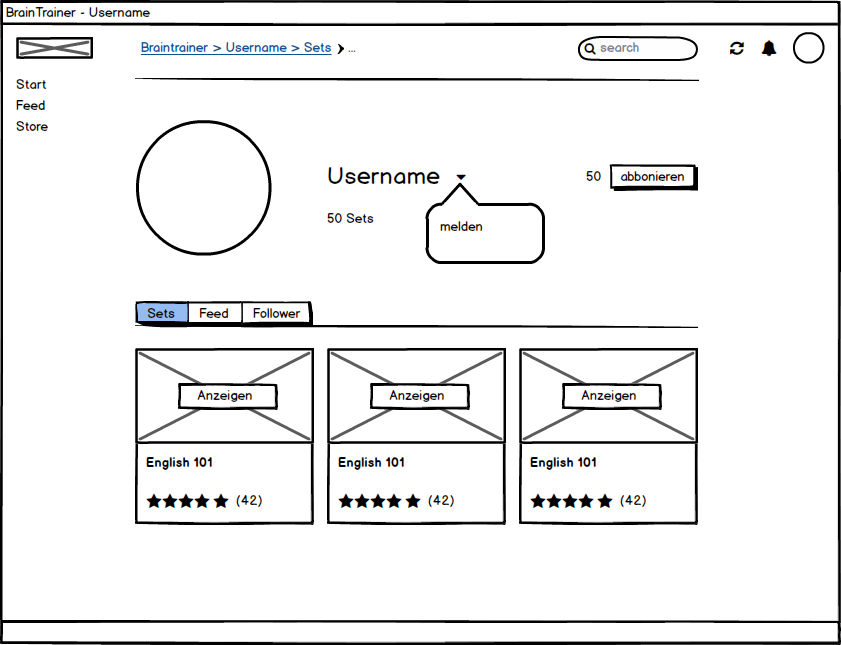 BrainTrainer - Username
Braintrainer > Username > Sets ❯ ...
search
Start
Feed
Store
Username
50 abbonieren
50 Sets
melden
Sets Feed Follower
Anzeigen Anzeigen Anzeigen
English 101 English 101 English 101
(42) (42) (42)